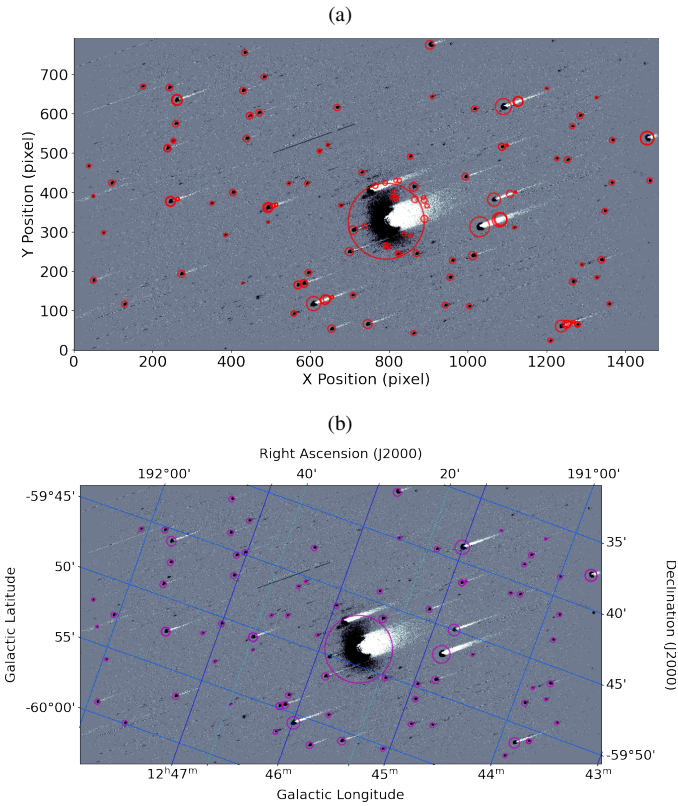 (a)
700
600
500
400
300
200
100
0
Y Position (pixel)
0 200 400 600 800 1000 1200 1400
X Position (pixel)
(b)
Right Ascension (J2000)
192°00' 40' 20' 191°00'
-59°45'
50'
55'
-60°00'
Galactic Latitude
35'
40'
45'
-59°50'
Declination (J2000)
12ʰ47ᵐ 46ᵐ 45ᵐ 44ᵐ 43ᵐ
Galactic Longitude